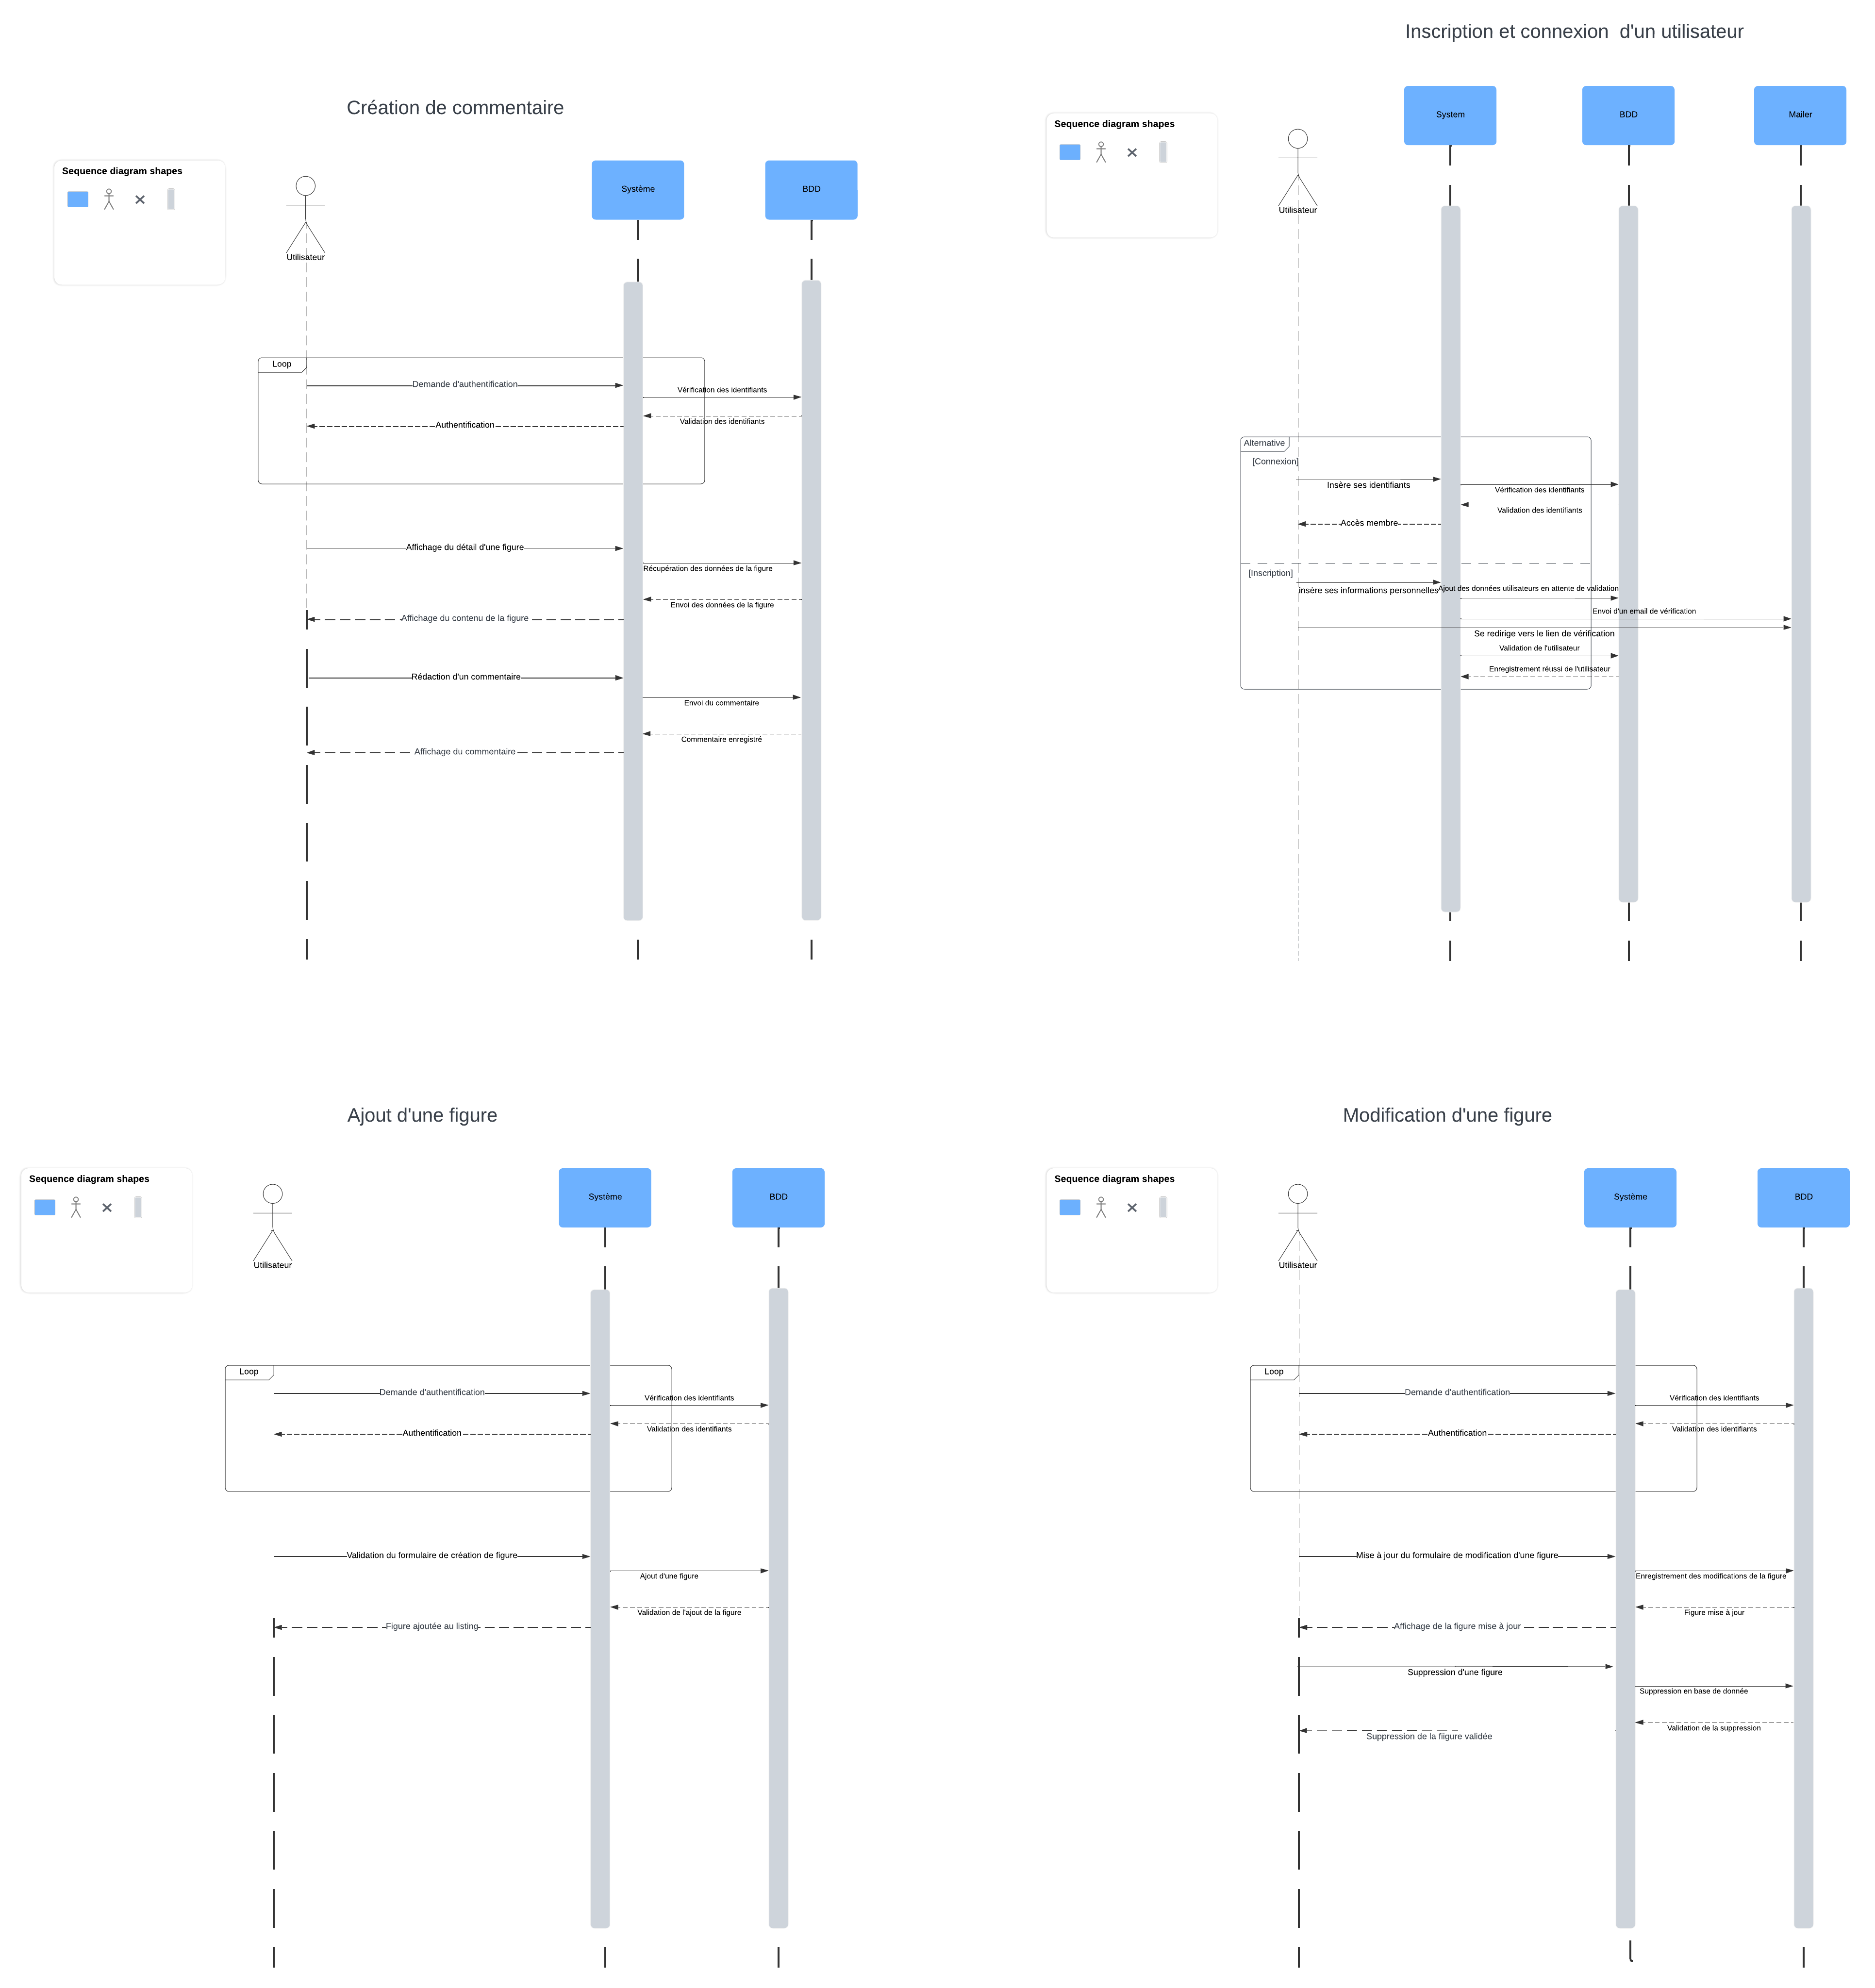 Création de commentaire
Sequence diagram shapes
Utilisateur
Système
BDD
Loop
Demande d'authentification
Vérification des identifiants
Validation des identifiants
Authentification
Affichage du détail d'une figure
Récupération des données de la figure
Envoi des données de la figure
Affichage du contenu de la figure
Rédaction d'un commentaire
Envoi du commentaire
Commentaire enregistré
Affichage du commentaire
Inscription et connexion d'un utilisateur
Sequence diagram shapes
Utilisateur
System
BDD
Mailer
Alternative
[Connexion]
Insère ses identifiants
Vérification des identifiants
Validation des identifiants
Accès membre
[Inscription]
insère ses informations personnelles
Ajout des données utilisateurs en attente de validation
Envoi d'un email de vérification
Se redirige vers le lien de vérification
Validation de l'utilisateur
Enregistrement réussi de l'utilisateur
Ajout d'une figure
Sequence diagram shapes
Utilisateur
Système
BDD
Loop
Demande d'authentification
Vérification des identifiants
Validation des identifiants
Authentification
Validation du formulaire de création de figure
Ajout d'une figure
Validation de l'ajout de la figure
Figure ajoutée au listing
Modification d'une figure
Sequence diagram shapes
Utilisateur
Système
BDD
Loop
Demande d'authentification
Vérification des identifiants
Validation des identifiants
Authentification
Mise à jour du formulaire de modification d'une figure
Enregistrement des modifications de la figure
Figure mise à jour
Affichage de la figure mise à jour
Suppression d'une figure
Suppression en base de donnée
Validation de la suppression
Suppression de la fiigure validée